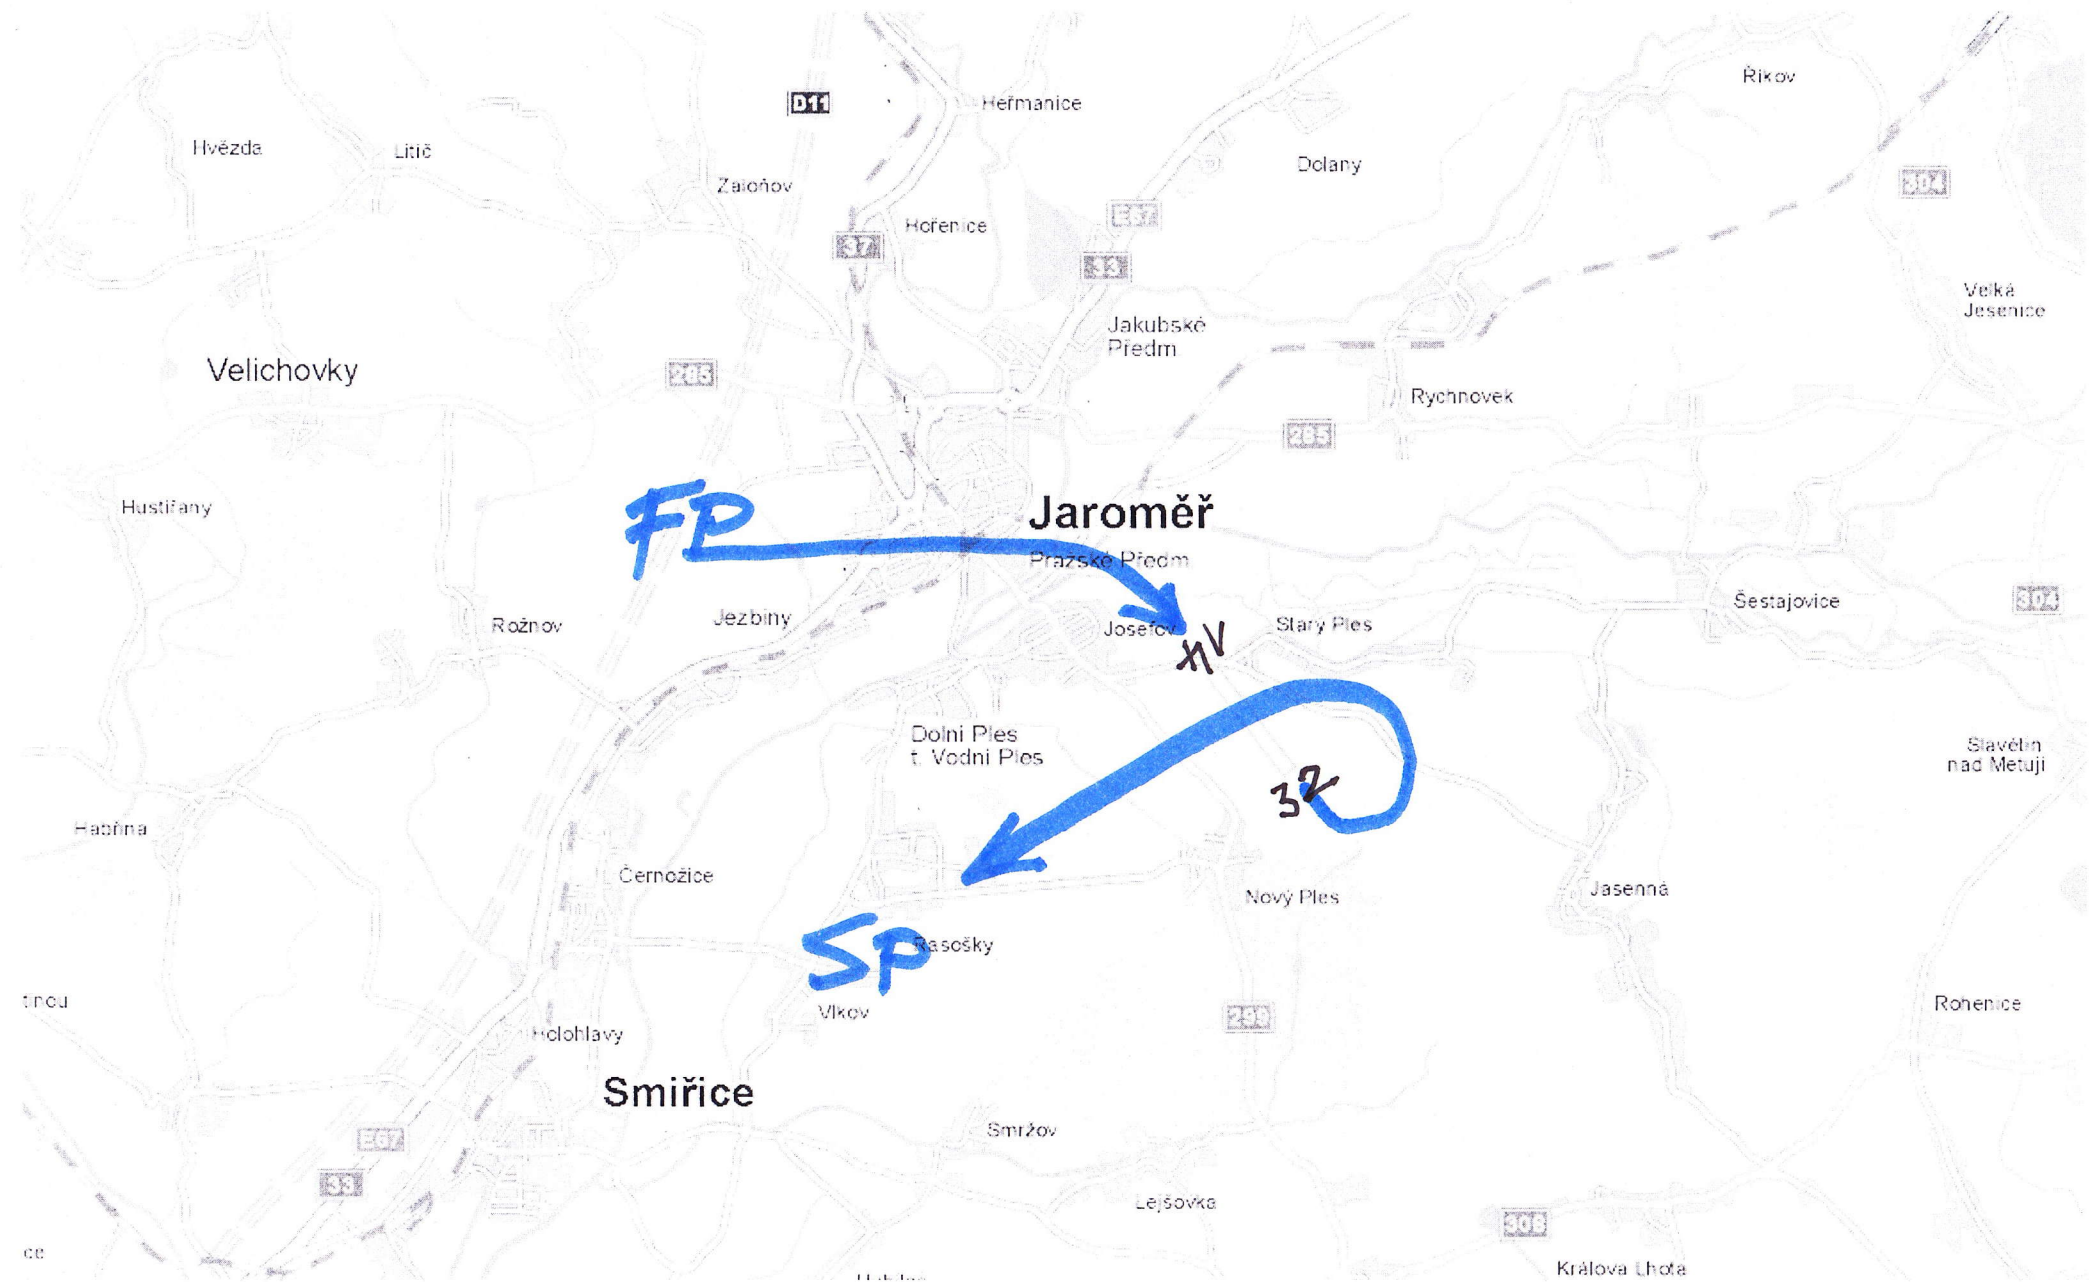 Řikov
D11
Heřmanice
Hvězda
Litič
Dolany
Zaloňov
304
E67
Hořenice
37
33
Velká
Jesenice
Jakubské
Předm
Velichovky
285
Rychnovek
285
Hustířany
FP
Jaroměř
Pražské Předm
Šestajovice
304
Jezbiny
Rožnov
Josefov
Starý Ples
Dolní Ples
t. Vodní Ples
Slavětín
nad Metují
32
Habřina
Černožice
Jasenná
Nový Ples
SP
Rasošky
tinou
Vlkov
299
Rohenice
Holohlavy
Smiřice
Smržov
E67
33
Lejšovka
308
ce
Králova Lhota